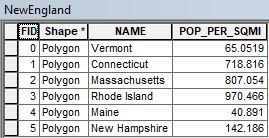 NewEngland
FID Shape * NAME POP_PER_SQMI
0 Polygon Vermont 65.0519
1 Polygon Connecticut 718.816
2 Polygon Massachusetts 807.054
3 Polygon Rhode Island 970.466
4 Polygon Maine 40.891
5 Polygon New Hampshire 142.186